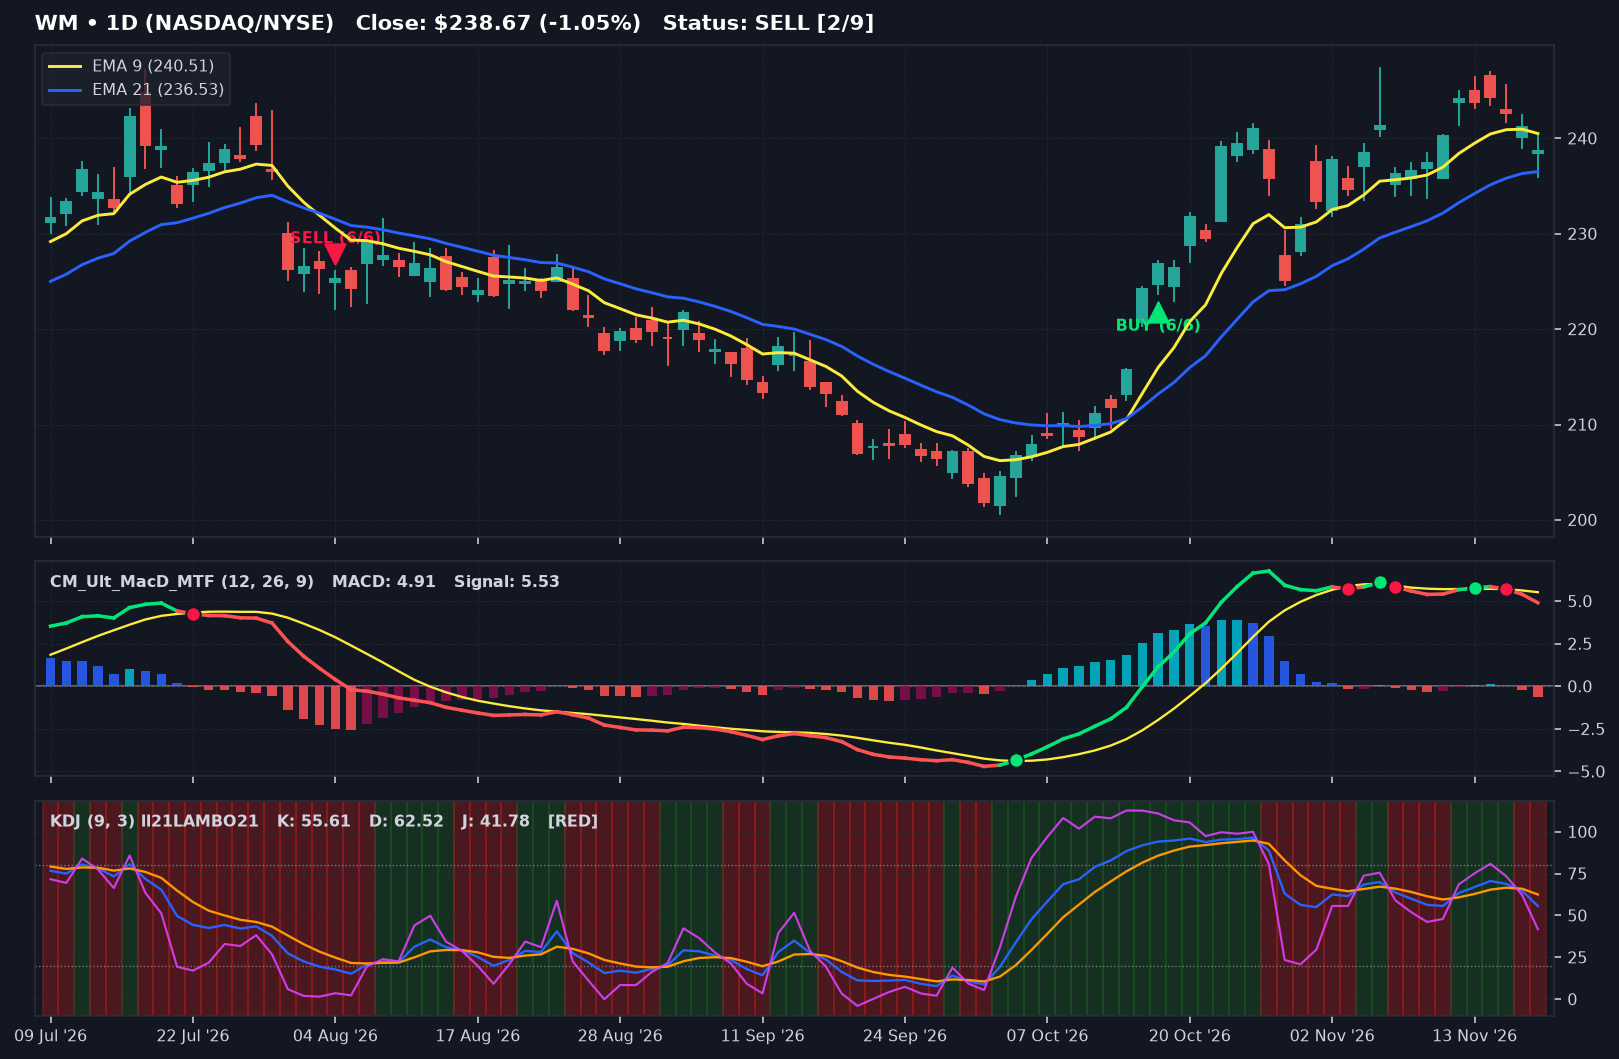 WM • 1D (NASDAQ/NYSE)   Close: $238.67 (-1.05%)   Status: SELL [2/9]
EMA 9 (240.51)
EMA 21 (236.53)
SELL (6/6)
BUY (6/6)
240
230
220
210
200
CM_Ult_MacD_MTF (12, 26, 9)   MACD: 4.91   Signal: 5.53
5.0
2.5
0.0
−2.5
−5.0
KDJ (9, 3) II21LAMBO21   K: 55.61   D: 62.52   J: 41.78   [RED]
100
75
50
25
0
09 Jul '26   22 Jul '26   04 Aug '26   17 Aug '26   28 Aug '26   11 Sep '26   24 Sep '26   07 Oct '26   20 Oct '26   02 Nov '26   13 Nov '26